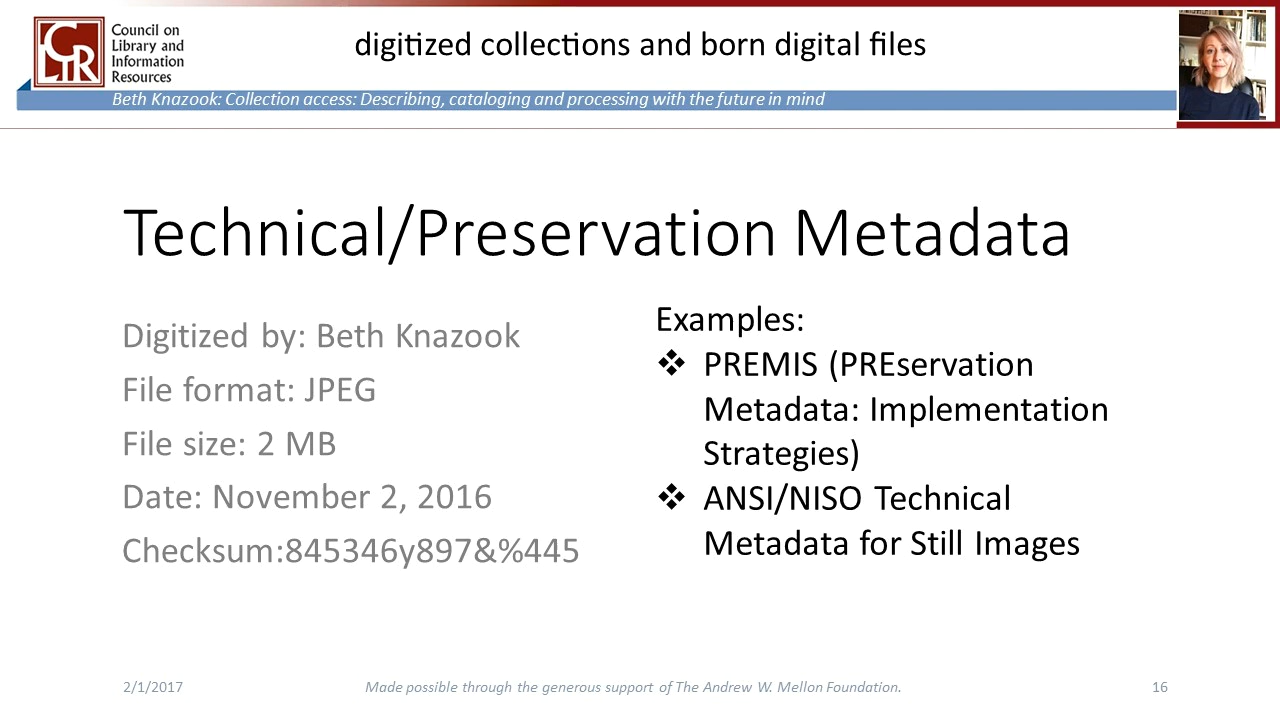 CLIR
Council on
Library and
Information
Resources
digitized collections and born digital files
Beth Knazook: Collection access: Describing, cataloging and processing with the future in mind
Technical/Preservation Metadata
Digitized by: Beth Knazook
File format: JPEG
File size: 2 MB
Date: November 2, 2016
Checksum:845346y897&%445
Examples:
❖ PREMIS (PREservation
Metadata: Implementation
Strategies)
❖ ANSI/NISO Technical
Metadata for Still Images
2/1/2017
Made possible through the generous support of The Andrew W. Mellon Foundation.
16